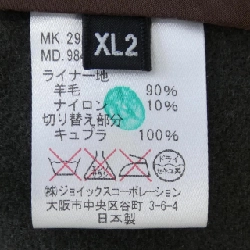 MK 29
XL2
MD.984
ライナー地
羊毛 90%
ナイロン 10%
切り替え部分
キュプラ 100%
ドライ
㈱ジョイックスコーポレーション
大阪市中央区谷町 3-6-4
日本製